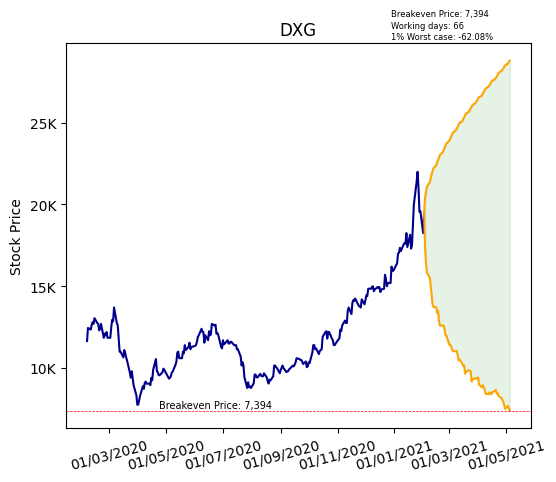 Breakeven Price: 7,394
Working days: 66
1% Worst case: -62.08%
DXG
Stock Price
25K
20K
15K
10K
Breakeven Price: 7,394
01/03/2020 01/05/2020 01/07/2020 01/09/2020 01/11/2020 01/01/2021 01/03/2021 01/05/2021